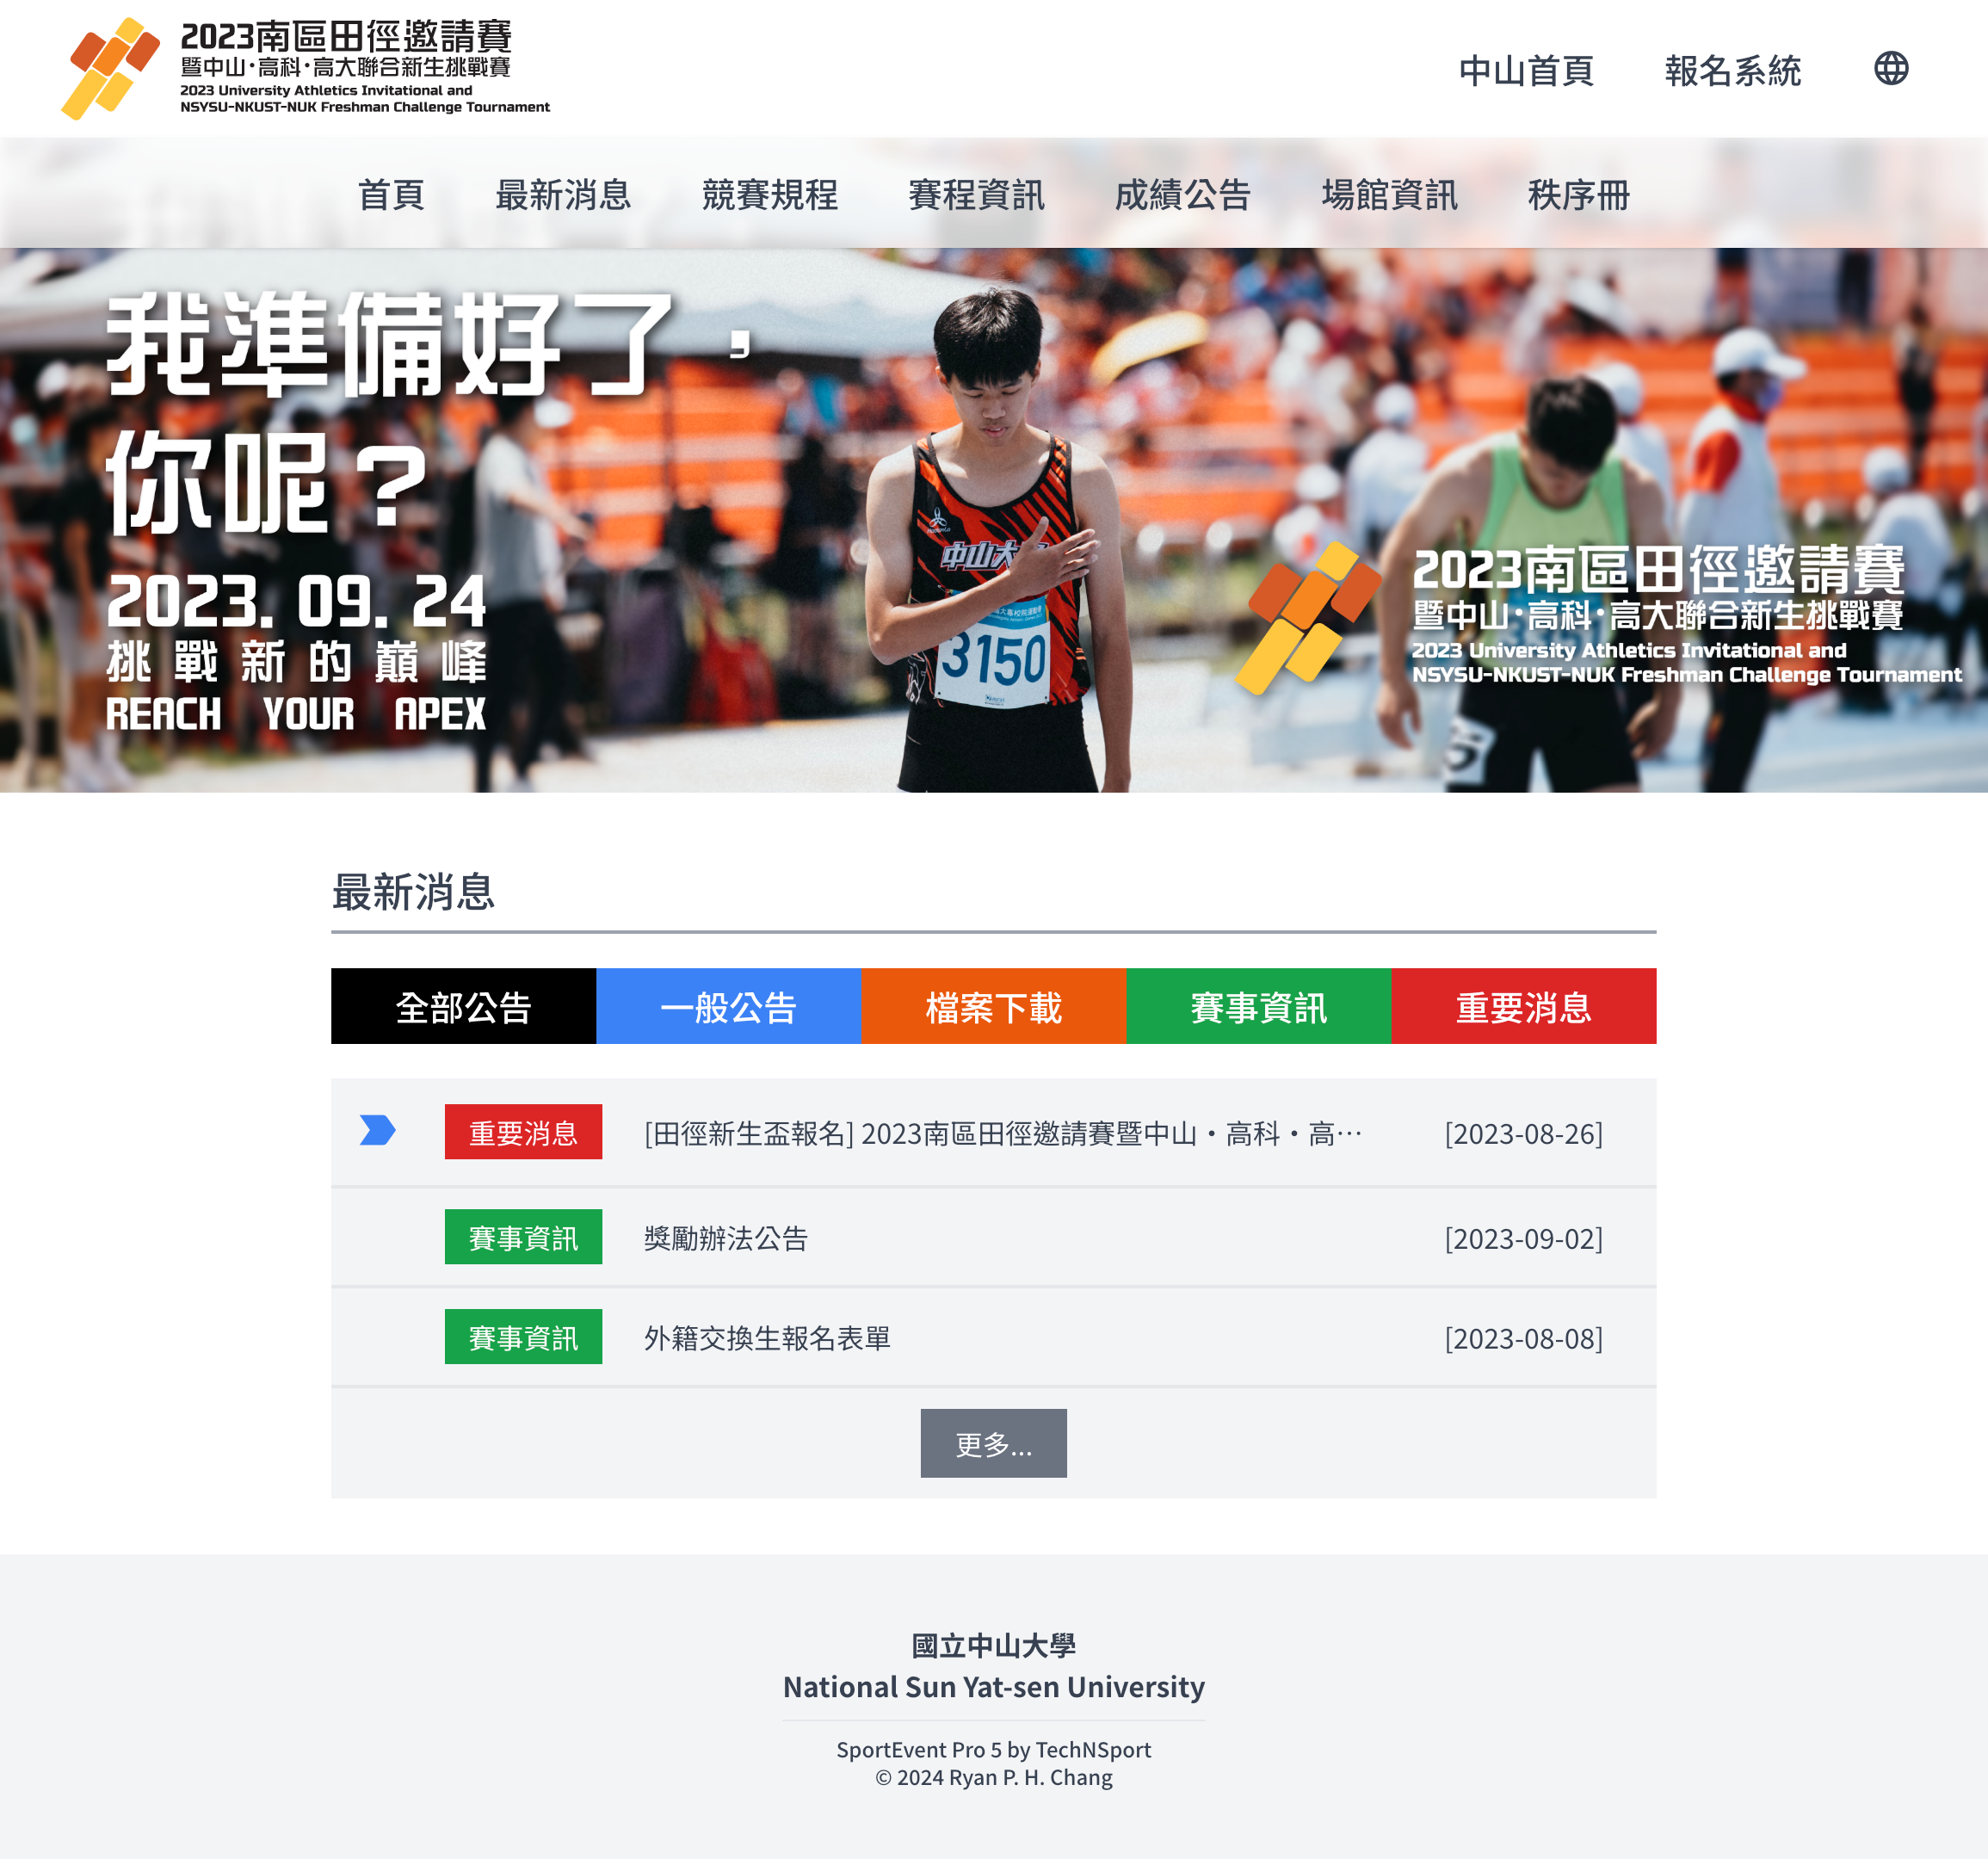 2023南區田徑邀請賽
暨中山·高科·高大聯合新生挑戰賽
2023 University Athletics Invitational and
NSYSU-NKUST-NUK Freshman Challenge Tournament
中山首頁
報名系統
首頁
最新消息
競賽規程
賽程資訊
成績公告
場館資訊
秩序冊
我準備好了，
你呢？
2023. 09. 24
挑戰新的巔峰
REACH YOUR APEX
中山大
3150
2023南區田徑邀請賽
暨中山·高科·高大聯合新生挑戰賽
2023 University Athletics Invitational and
NSYSU-NKUST-NUK Freshman Challenge Tournament
最新消息
全部公告
一般公告
檔案下載
賽事資訊
重要消息
重要消息 [田徑新生盃報名] 2023南區田徑邀請賽暨中山・高科・高… [2023-08-26]
賽事資訊 獎勵辦法公告 [2023-09-02]
賽事資訊 外籍交換生報名表單 [2023-08-08]
更多...
國立中山大學
National Sun Yat-sen University
SportEvent Pro 5 by TechNSport
© 2024 Ryan P. H. Chang